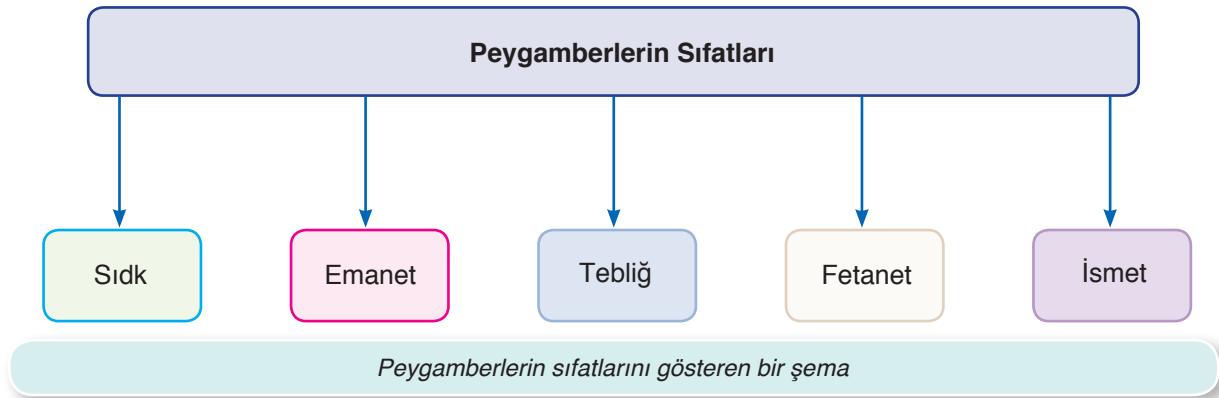 Peygamberlerin Sıfatları
Sıdk
Emanet
Tebliğ
Fetanet
İsmet
Peygamberlerin sıfatlarını gösteren bir şema